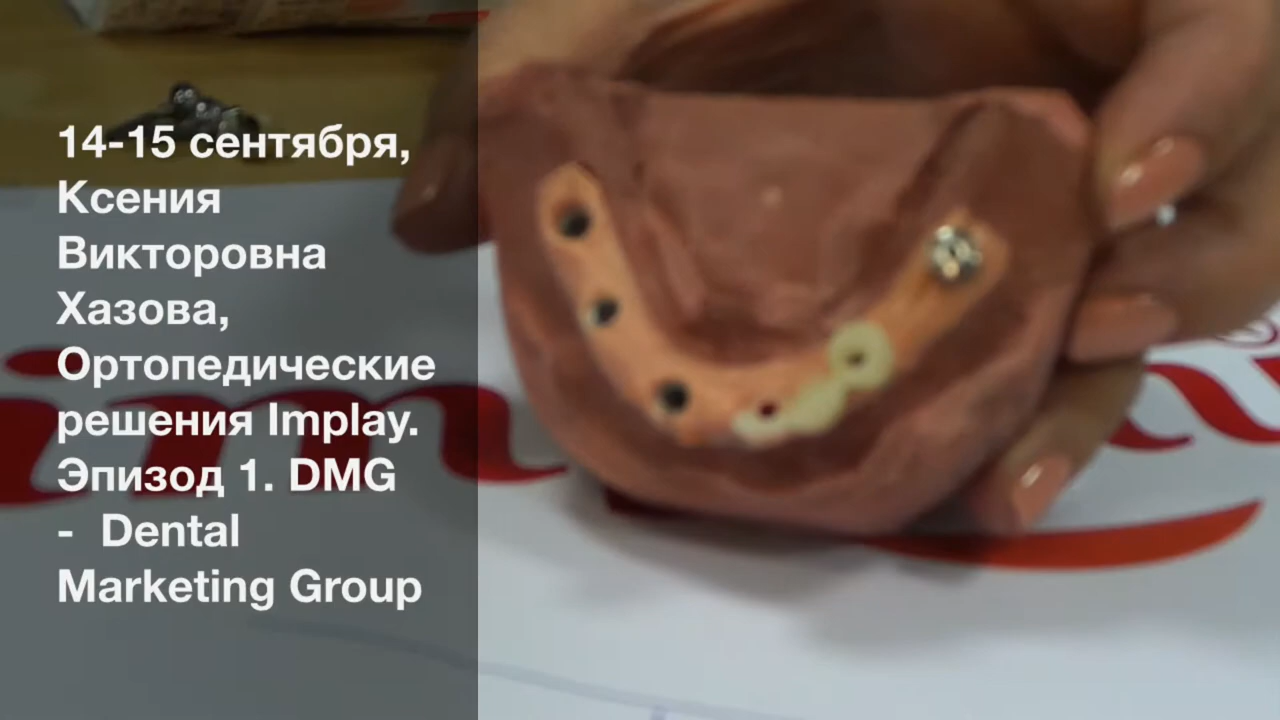 14-15 сентября,
Ксения
Викторовна
Хазова,
Ортопедические
решения Implay.
Эпизод 1. DMG
- Dental
Marketing Group